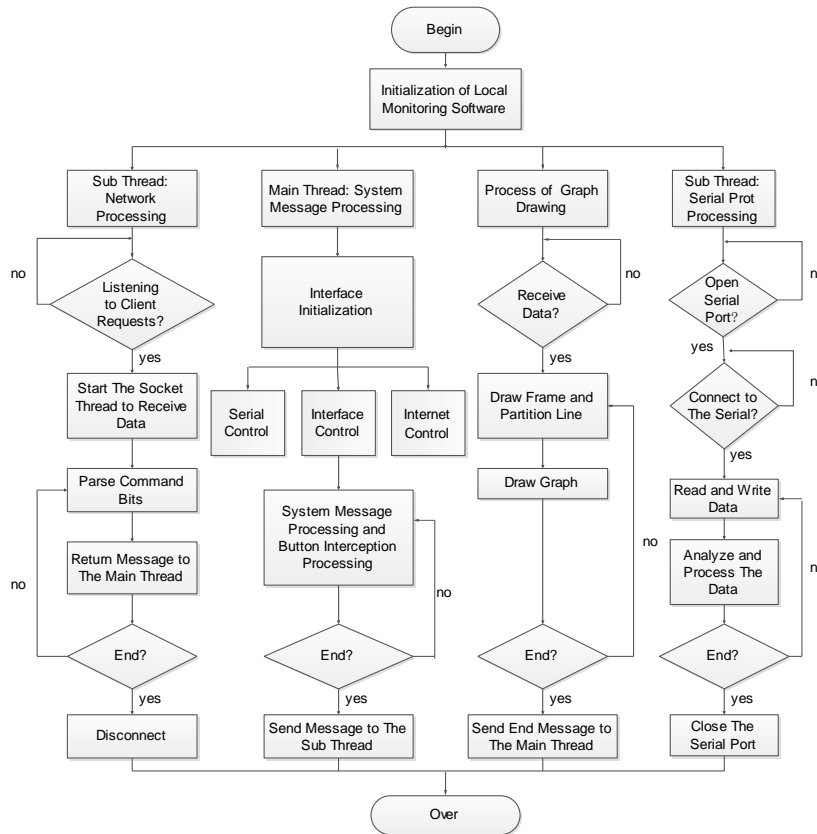 Begin
Initialization of Local
Monitoring Software
Sub Thread:
Network
Processing
Main Thread: System
Message Processing
Process of Graph
Drawing
Sub Thread:
Serial Prot
Processing
no
Listening
to Client
Requests?
yes
Start The Socket
Thread to Receive
Data
Parse Command
Bits
Return Message to
The Main Thread
no
End?
yes
Disconnect
Interface
Initialization
Serial
Control
Interface
Control
Internet
Control
System Message
Processing and
Button Interception
Processing
no
End?
yes
Send Message to The
Sub Thread
no
Receive
Data?
yes
Draw Frame and
Partition Line
Draw Graph
no
End?
yes
Send End Message to
The Main Thread
n
Open
Serial
Port?
yes
n
Connect to
The Serial?
yes
Read and Write
Data
Analyze and
Process The
Data
n
End?
yes
Close The
Serial Port
Over